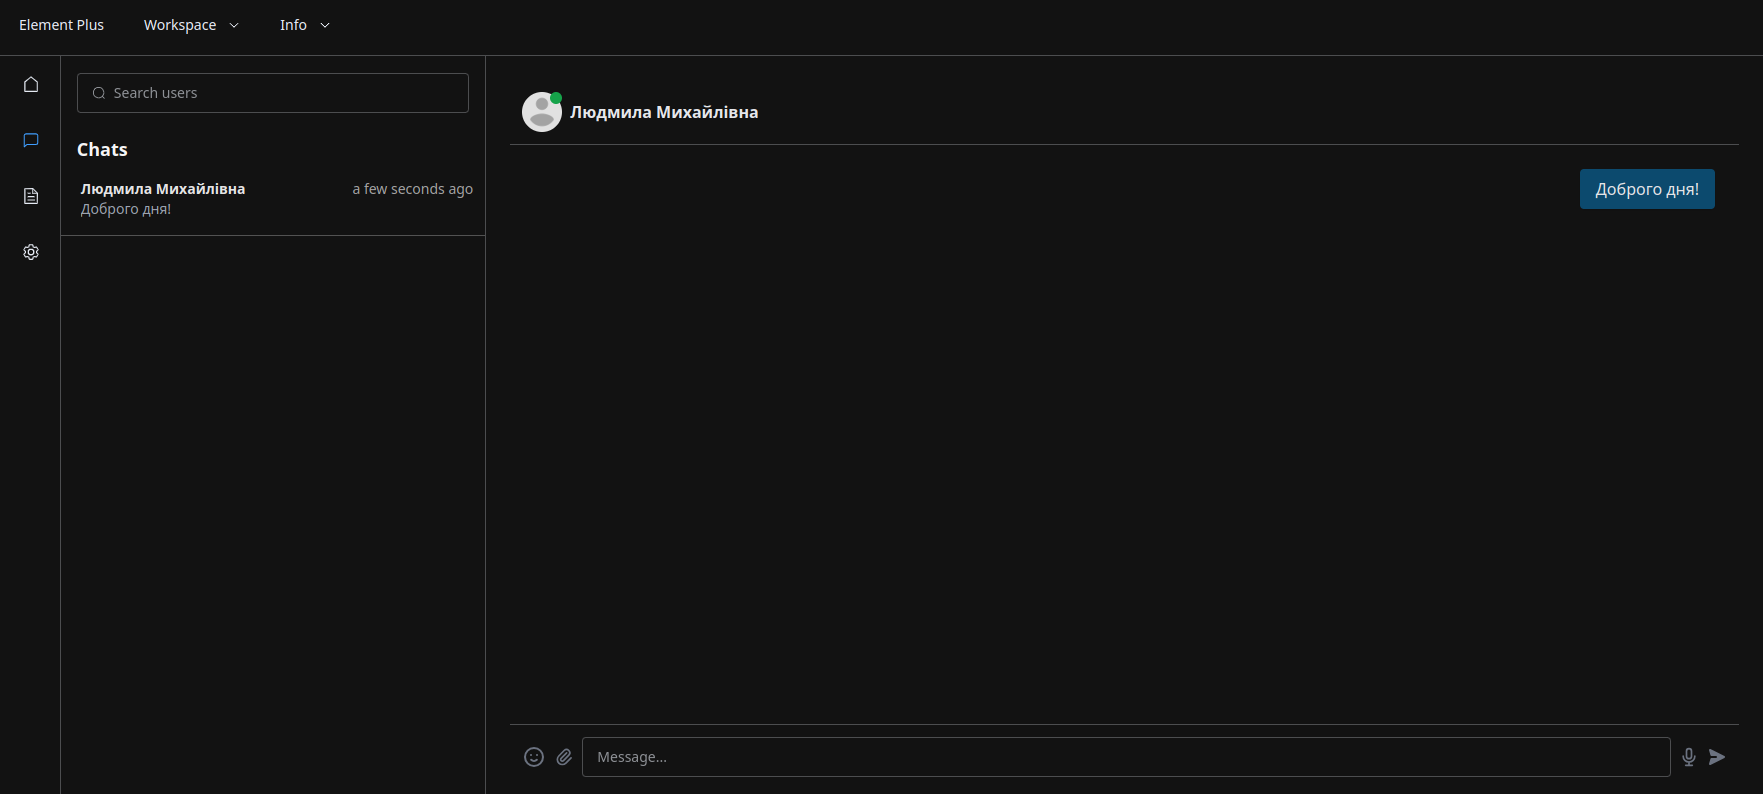 Element Plus
Workspace
Info
Search users
Chats
Людмила Михайлівна
a few seconds ago
Доброго дня!
Людмила Михайлівна
Доброго дня!
Message...